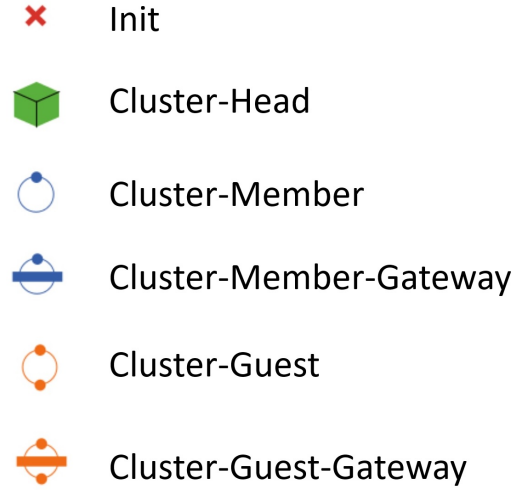 Init
Cluster-Head
Cluster-Member
Cluster-Member-Gateway
Cluster-Guest
Cluster-Guest-Gateway